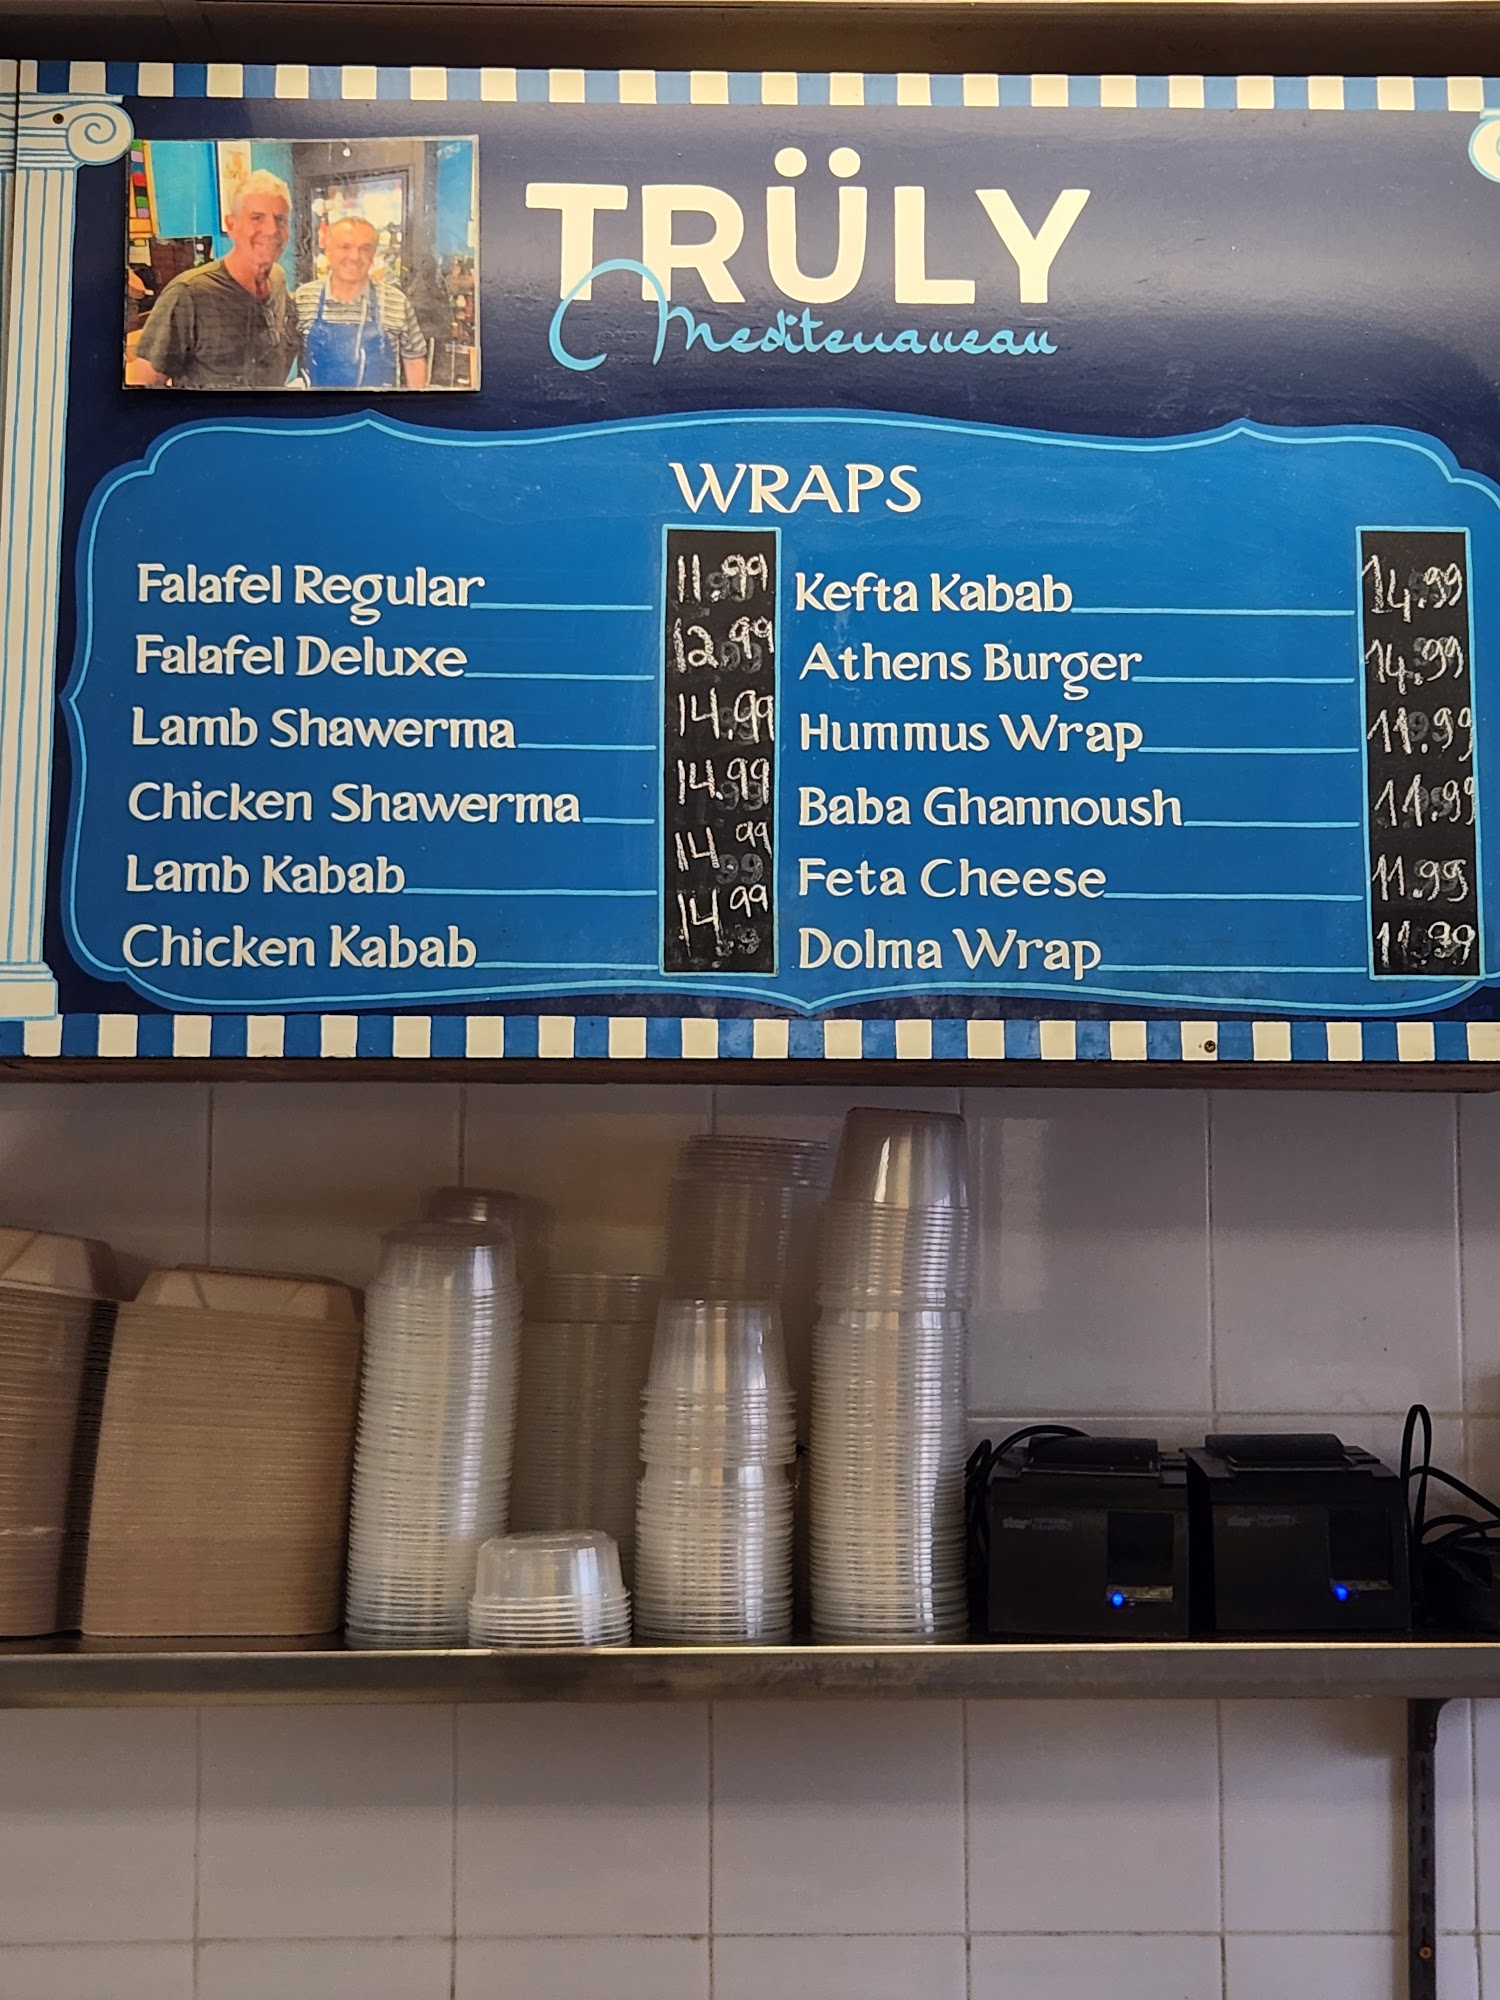 TRÜLY
Mediterranean
WRAPS
Falafel Regular 11.99
Falafel Deluxe 12.99
Lamb Shawerma 14.99
Chicken Shawerma 14.99
Lamb Kabab 14.99
Chicken Kabab 14.99
Kefta Kabab 14.99
Athens Burger 14.99
Hummus Wrap 11.99
Baba Ghannoush 11.99
Feta Cheese 11.99
Dolma Wrap 11.99
star
star